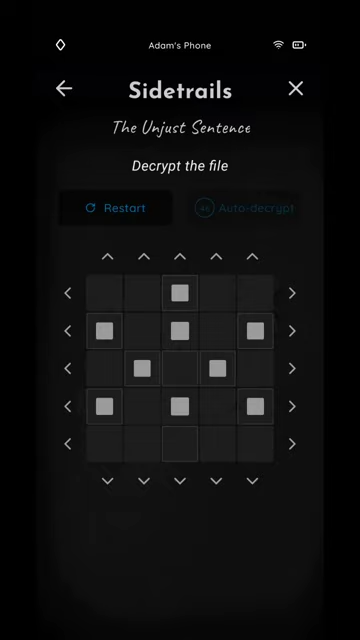 Adam's Phone
Sidetrails
The Unjust Sentence
Decrypt the file
Restart
Auto-decrypt